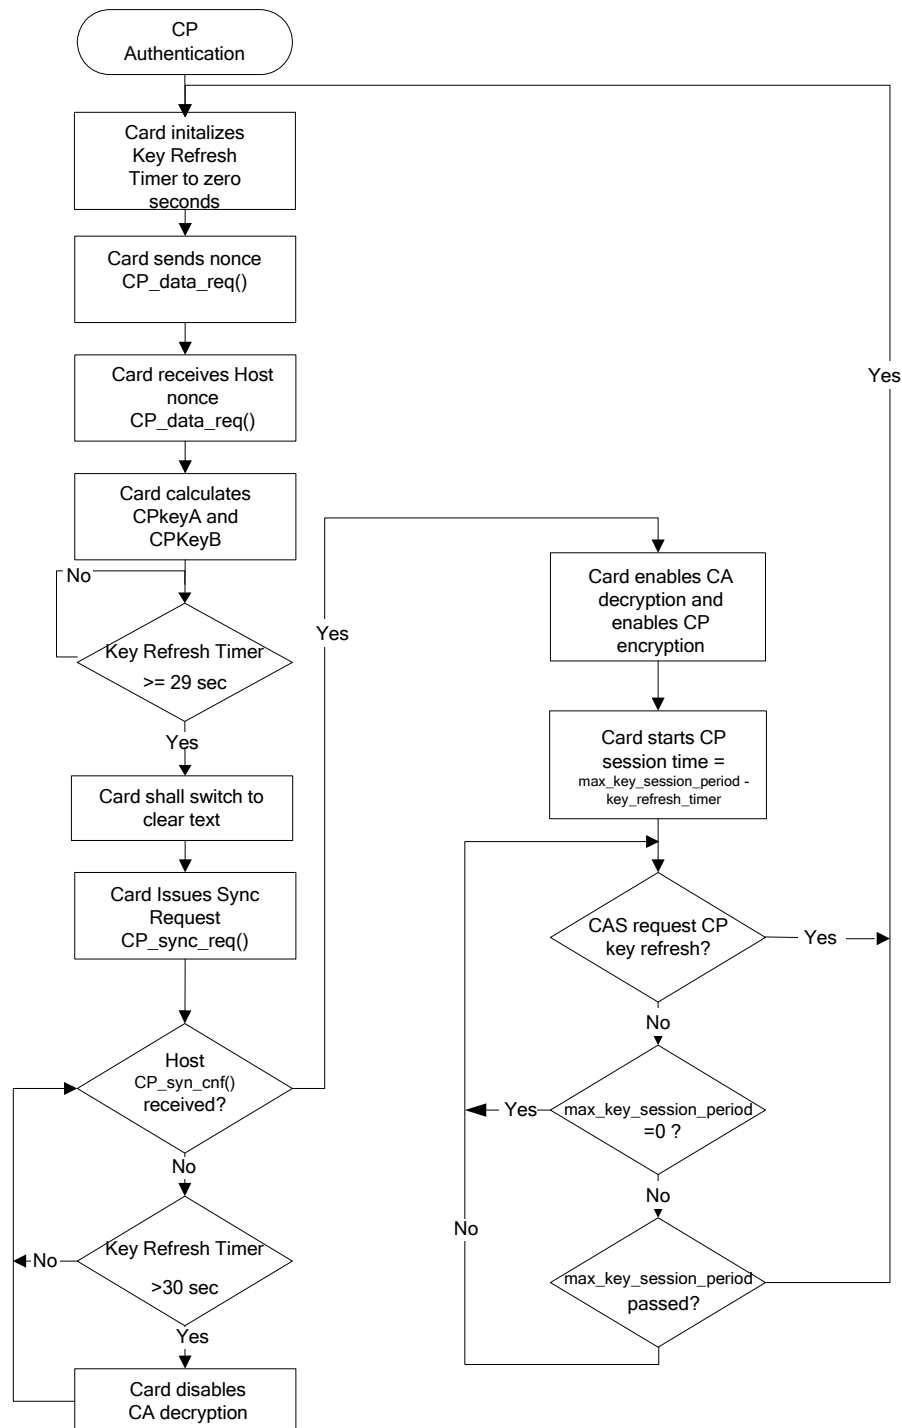 CP
Authentication
Card initalizes
Key Refresh
Timer to zero
seconds
Card sends nonce
CP_data_req()
Card receives Host
nonce
CP_data_req()
Card calculates
CPkeyA and
CPKeyB
No
Key Refresh Timer
>= 29 sec
Yes
Card shall switch to
clear text
Card Issues Sync
Request
CP_sync_req()
Host
CP_syn_cnf()
received?
No
Key Refresh Timer
>30 sec
No
Yes
Card disables
CA decryption
Yes
Card enables CA
decryption and
enables CP
encryption
Card starts CP
session time =
max_key_session_period -
key_refresh_timer
CAS request CP
key refresh?
Yes
No
max_key_session_period
=0 ?
Yes
No
max_key_session_period
passed?
No
Yes